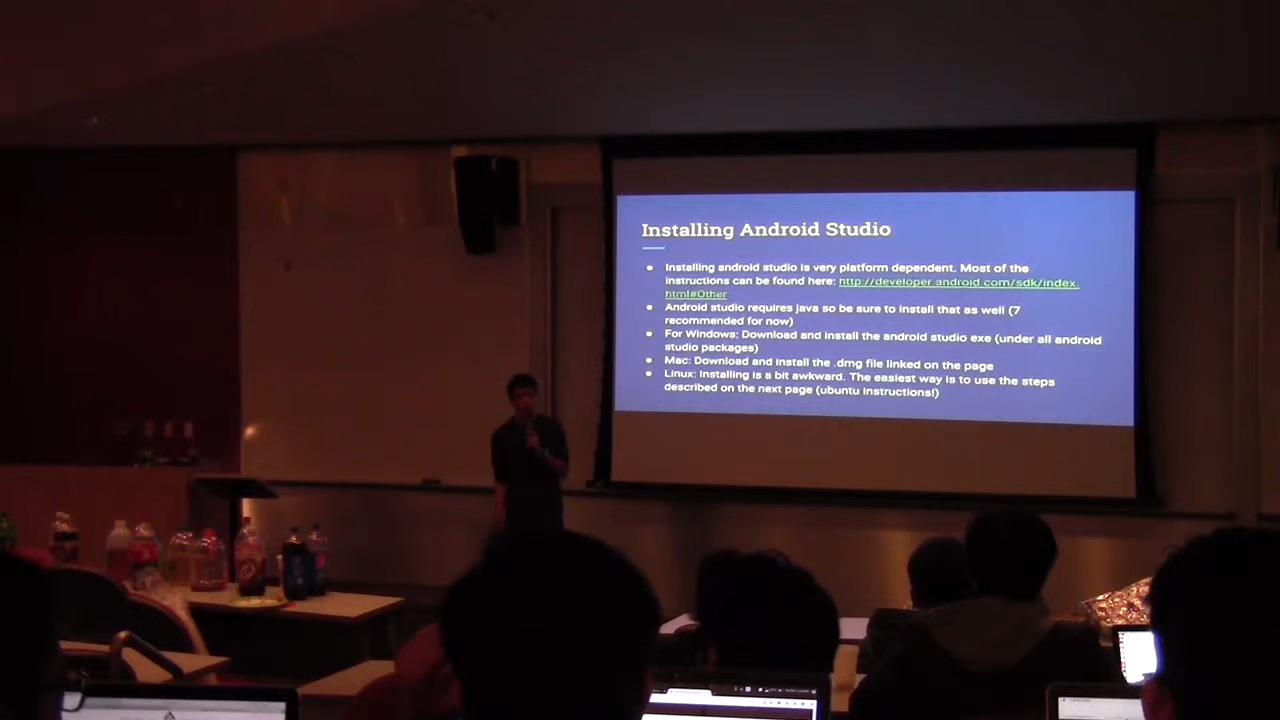 Installing Android Studio
Installing android studio is very platform dependent. Most of the
instructions can be found here: http://developer.android.com/sdk/index.
html#Other
Android studio requires java so be sure to install that as well (7
recommended for now)
For Windows: Download and install the android studio exe (under all android
studio packages)
Mac: Download and install the .dmg file linked on the page
Linux: Installing is a bit awkward. The easiest way is to use the steps
described on the next page (ubuntu instructions!)